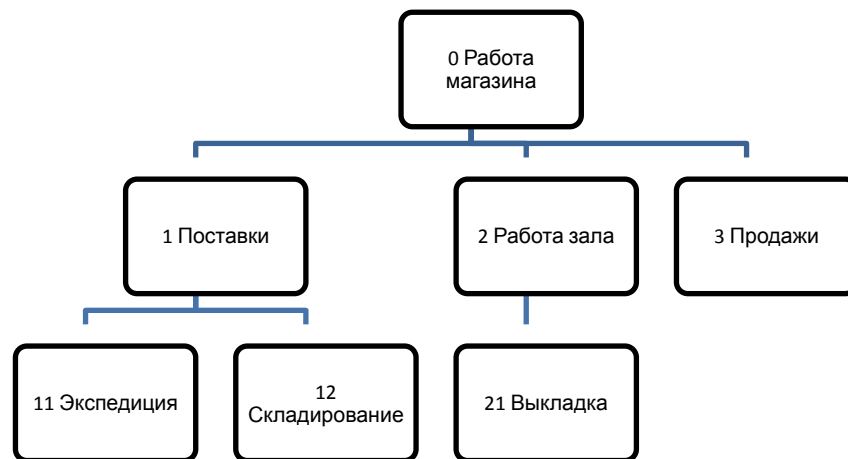 0 Работа
магазина
1 Поставки
2 Работа зала
3 Продажи
11 Экспедиция
12
Складирование
21 Выкладка